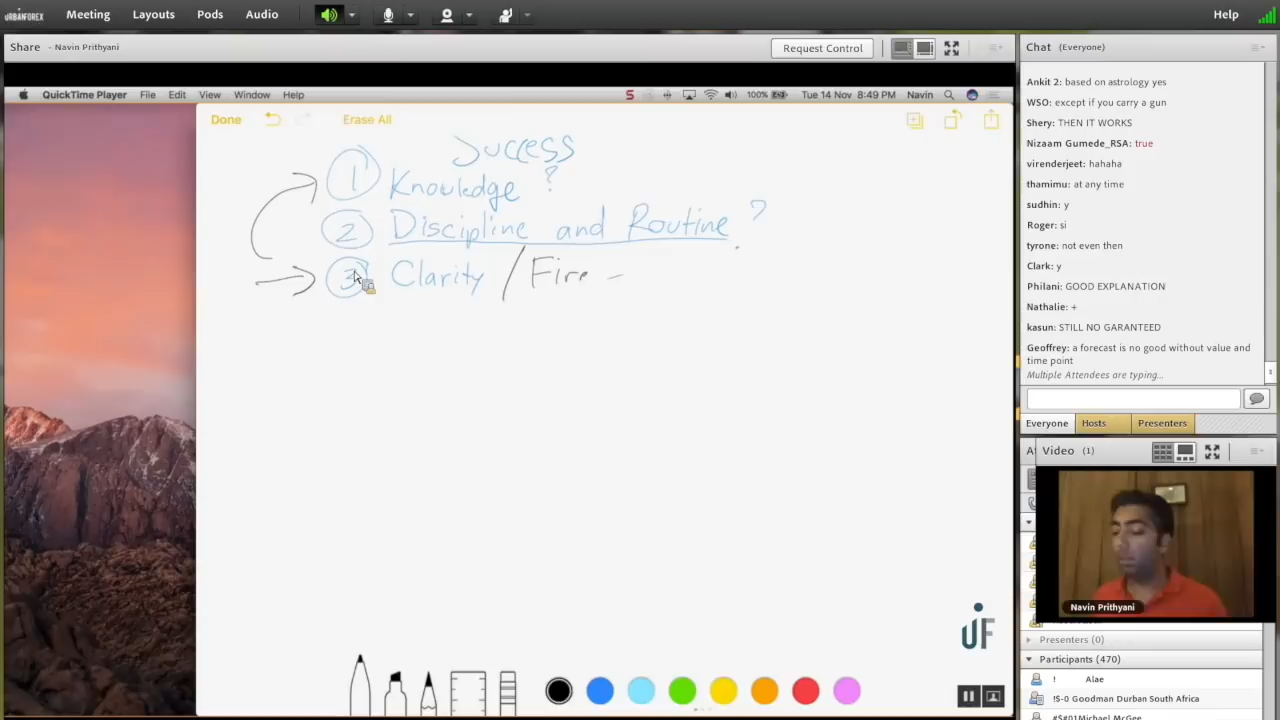 URBANFOREX Meeting Layouts Pods Audio Help
Share - Navin Prithyani
Request Control
QuickTime Player File Edit View Window Help
S 100% Tue 14 Nov 8:49 PM Navin
Done Erase All
Success
1 Knowledge ?
2 Discipline and Routine ?
3 Clarity / Fire -
UF
Chat (Everyone)
Ankit 2: based on astrology yes
WSO: except if you carry a gun
Shery: THEN IT WORKS
Nizaam Gumede_RSA: true
virenderjeet: hahaha
thamimu: at any time
sudhin: y
Roger: si
tyrone: not even then
Clark: y
Philani: GOOD EXPLANATION
Nathalie: +
kasun: STILL NO GARANTEED
Geoffrey: a forecast is no good without value and
time point
Multiple Attendees are typing...
Everyone Hosts Presenters
A Video (1)
Navin Prithyani
Presenters (0)
Participants (470)
! Alae
!S-0 Goodman Durban South Africa
#$#01Michael McGee